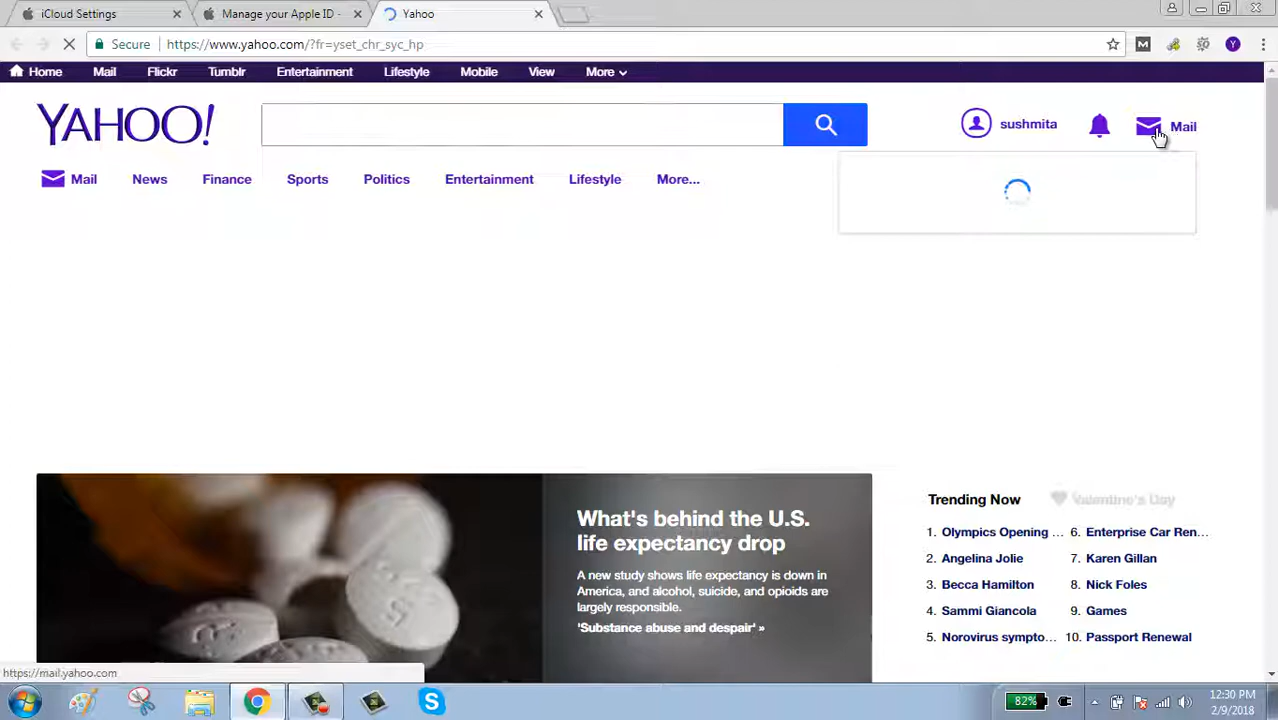 iCloud Settings
Manage your Apple ID -
Yahoo
Secure
https://www.yahoo.com/?fr=yset_chr_syc_hp
M
Y
Home Mail Flickr Tumblr Entertainment Lifestyle Mobile View More
YAHOO!
sushmita
Mail
Mail News Finance Sports Politics Entertainment Lifestyle More...
What's behind the U.S.
life expectancy drop
A new study shows life expectancy is down in
America, and alcohol, suicide, and opioids are
largely responsible.
'Substance abuse and despair' »
Trending Now
Valentine's Day
1. Olympics Opening ...
2. Angelina Jolie
3. Becca Hamilton
4. Sammi Giancola
5. Norovirus sympto...
6. Enterprise Car Ren...
7. Karen Gillan
8. Nick Foles
9. Games
10. Passport Renewal
https://mail.yahoo.com
82%
12:30 PM
2/9/2018